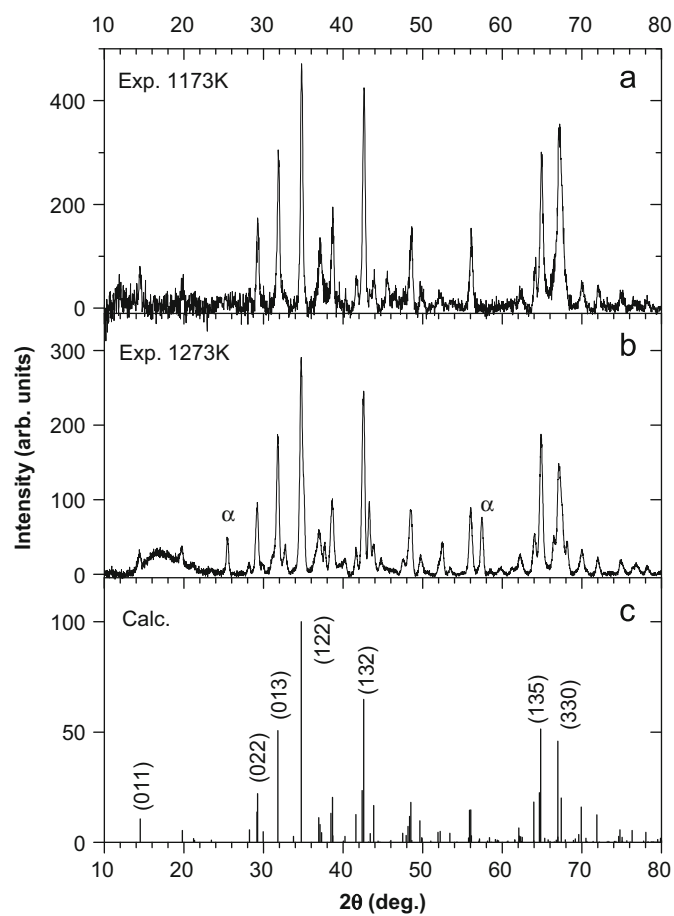 10 20 30 40 50 60 70 80
Exp. 1173K
a
400
200
0
Exp. 1273K
b
300
α
α
200
100
0
Calc.
c
100
(122)
(132)
(013)
(135)
(330)
(022)
50
(011)
0
10 20 30 40 50 60 70 80
2θ (deg.)
Intensity (arb. units)